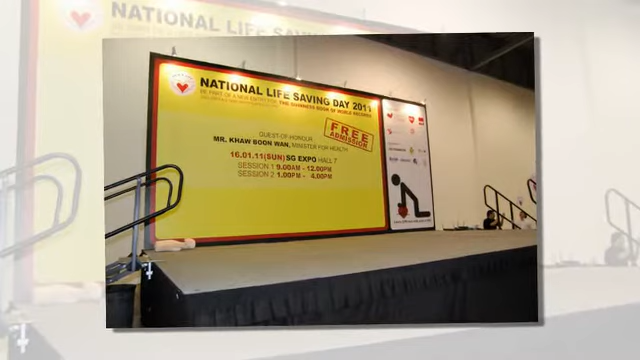 NATIONAL LIFE SAVING DAY 2011
BE PART OF A NEW ENTRY FOR THE GUINNESS BOOK OF WORLD RECORDS
FREE
ADMISSION
GUEST-OF-HONOUR
MR. KHAW BOON WAN, MINISTER FOR HEALTH
16.01.11(SUN) SG EXPO HALL 7
SESSION 1 9.00AM - 12.00PM
SESSION 2 1.00PM - 4.00PM